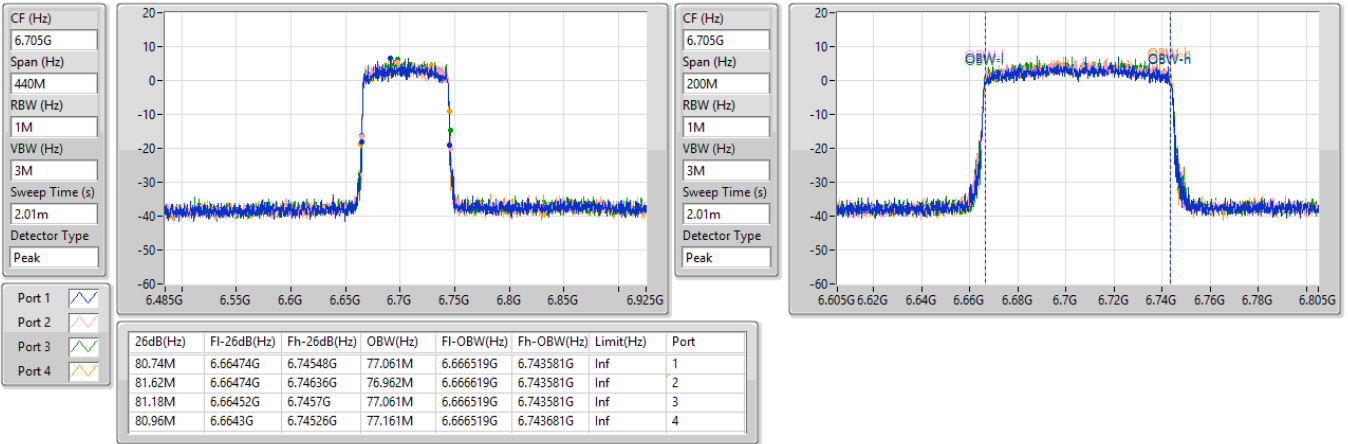 CF (Hz)
6.705G
Span (Hz)
440M
RBW (Hz)
1M
VBW (Hz)
3M
Sweep Time (s)
2.01m
Detector Type
Peak
20-
10-
0-
-10-
-20-
-30-
-40-
-50-
-60-
6.485G 6.55G 6.6G 6.65G 6.7G 6.75G 6.8G 6.85G 6.925G
CF (Hz)
6.705G
Span (Hz)
200M
RBW (Hz)
1M
VBW (Hz)
3M
Sweep Time (s)
2.01m
Detector Type
Peak
20-
10-
0-
-10-
-20-
-30-
-40-
-50-
-60-
OBW-l OBW-h
6.605G 6.62G 6.64G 6.66G 6.68G 6.7G 6.72G 6.74G 6.76G 6.78G 6.805G
Port 1
Port 2
Port 3
Port 4
26dB(Hz) Fl-26dB(Hz) Fh-26dB(Hz) OBW(Hz) Fl-OBW(Hz) Fh-OBW(Hz) Limit(Hz) Port
80.74M 6.66474G 6.74548G 77.061M 6.666519G 6.743581G Inf 1
81.62M 6.66474G 6.74636G 76.962M 6.666619G 6.743581G Inf 2
81.18M 6.66452G 6.7457G 77.061M 6.666519G 6.743581G Inf 3
80.96M 6.6643G 6.74526G 77.161M 6.666519G 6.743681G Inf 4